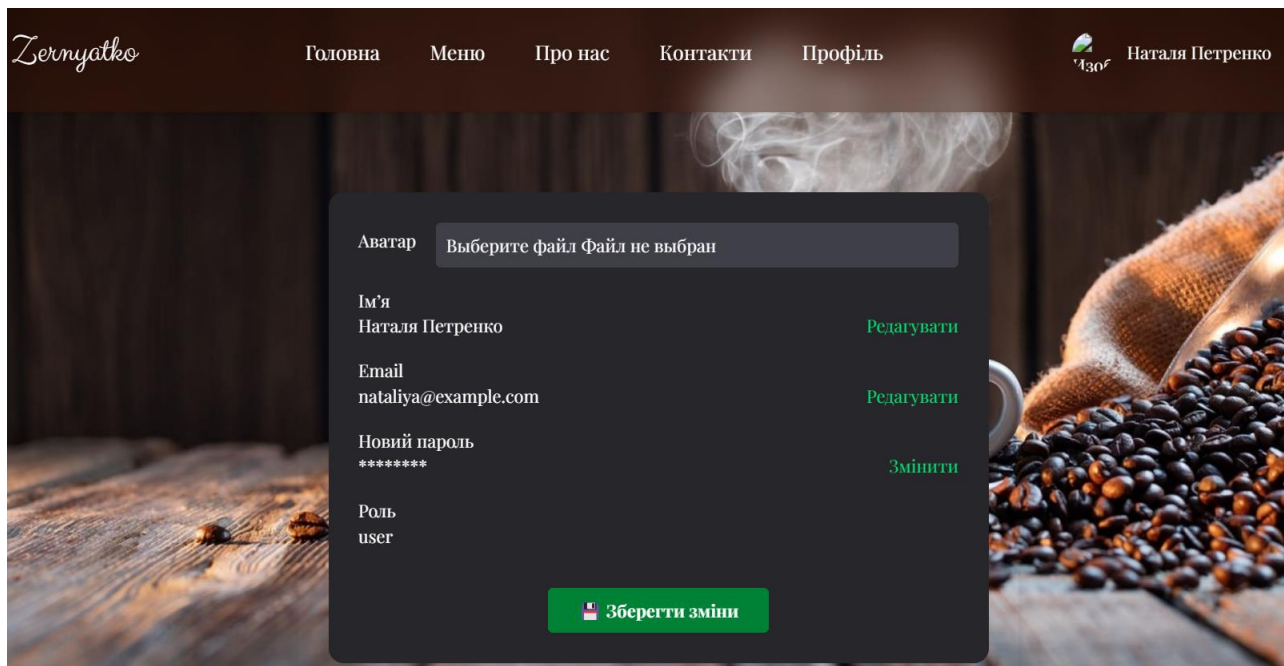 Zernyatko
Головна Меню Про нас Контакти Профіль
Наталя Петренко
Аватар Выберите файл Файл не выбран
Ім’я
Наталя Петренко Редагувати
Email
nataliya@example.com Редагувати
Новий пароль
******** Змінити
Роль
user
💾 Зберегти зміни